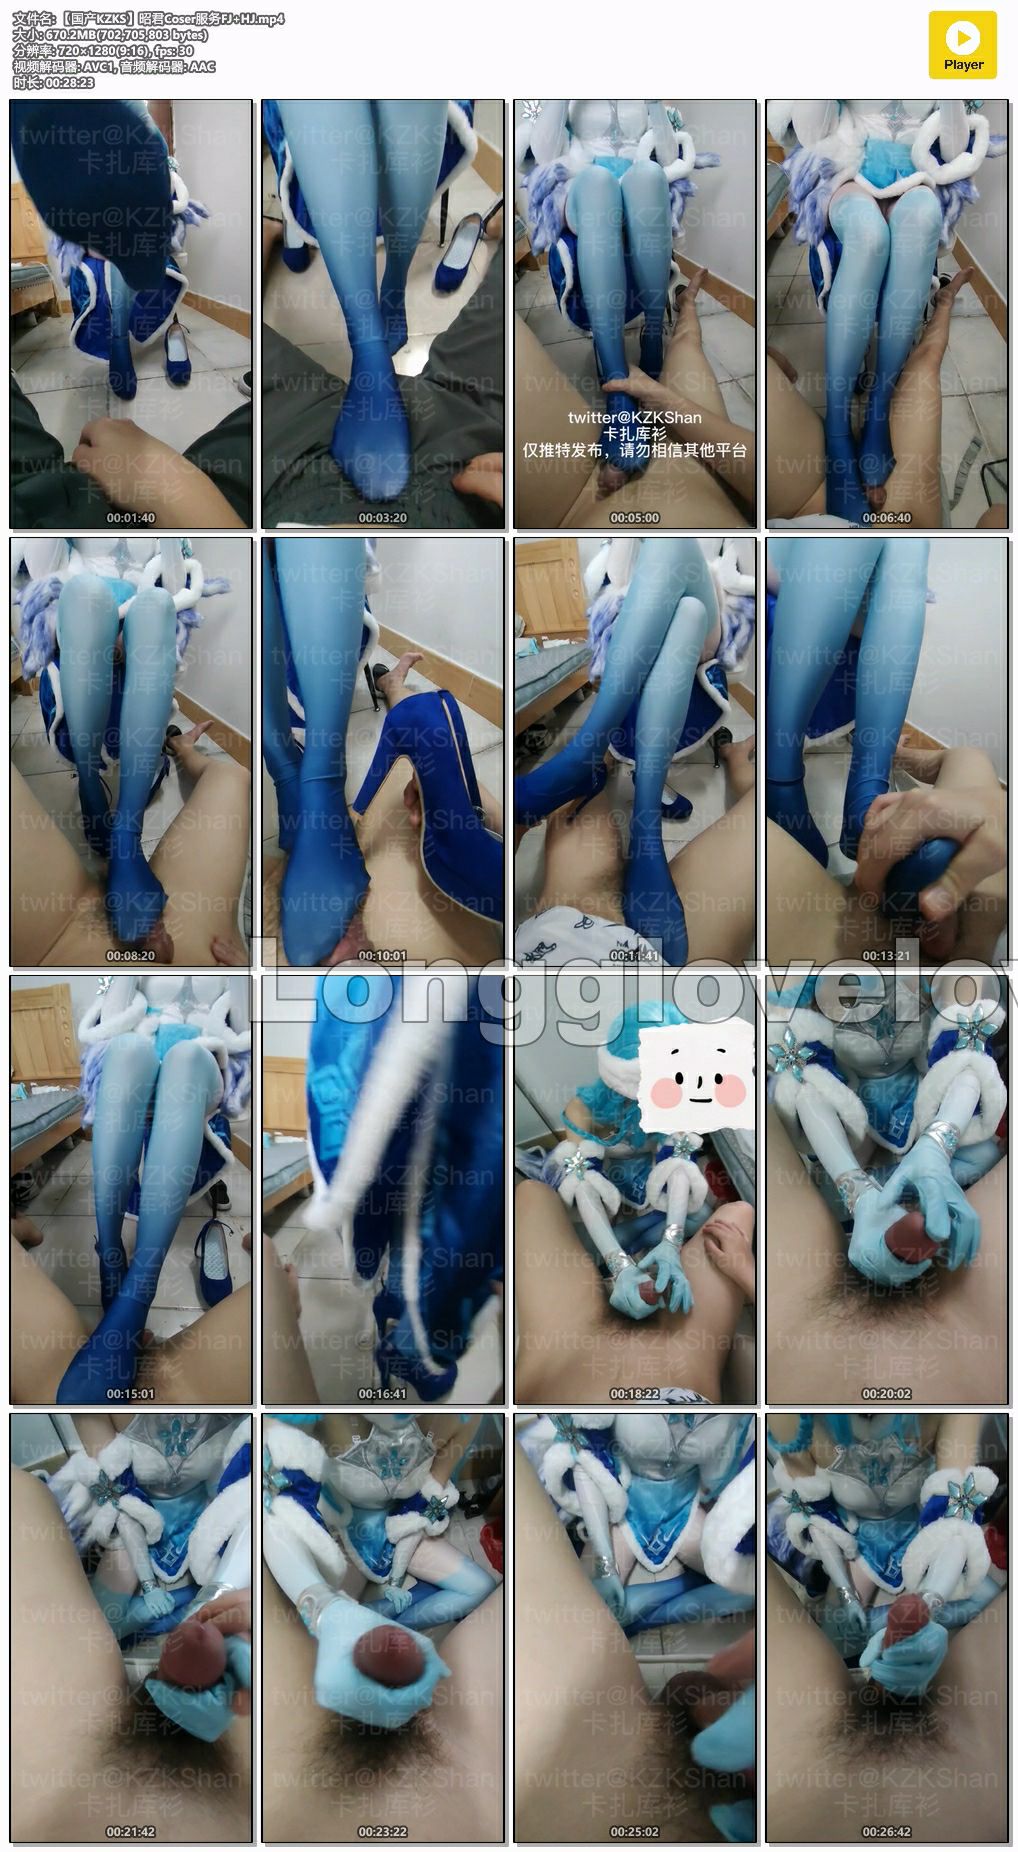 文件名: 【国产KZKS】昭君Coser服务FJ+HJ.mp4
大小: 670.2MB(702,705,803 bytes)
分辨率: 720×1280(9:16), fps: 30
视频解码器: AVC1, 音频解码器: AAC
时长: 00:28:23
Player
twitter@KZKShan
卡扎库衫
twitter@KZKShan
卡扎库衫
仅推特发布，请勿相信其他平台
00:01:40
00:03:20
00:05:00
00:06:40
00:08:20
00:10:01
00:11:41
00:13:21
Longglovelov
00:15:01
00:16:41
00:18:22
00:20:02
00:21:42
00:23:22
00:25:02
00:26:42